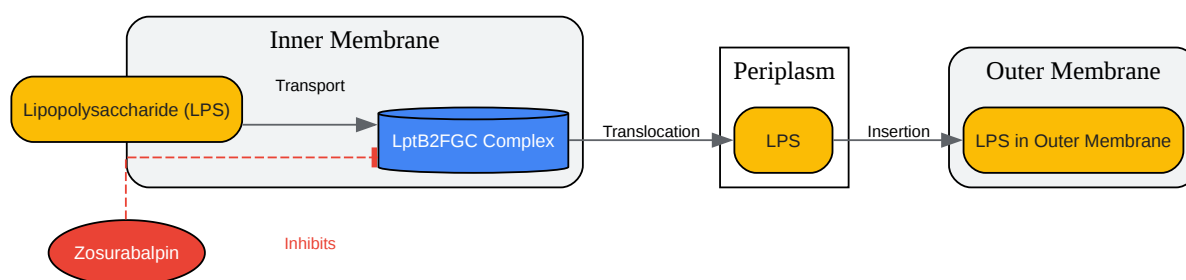 Inner Membrane
Periplasm
Outer Membrane
Transport
Lipopolysaccharide (LPS)
LptB2FGC Complex
Translocation
LPS
Insertion
LPS in Outer Membrane
Zosurabalpin
Inhibits